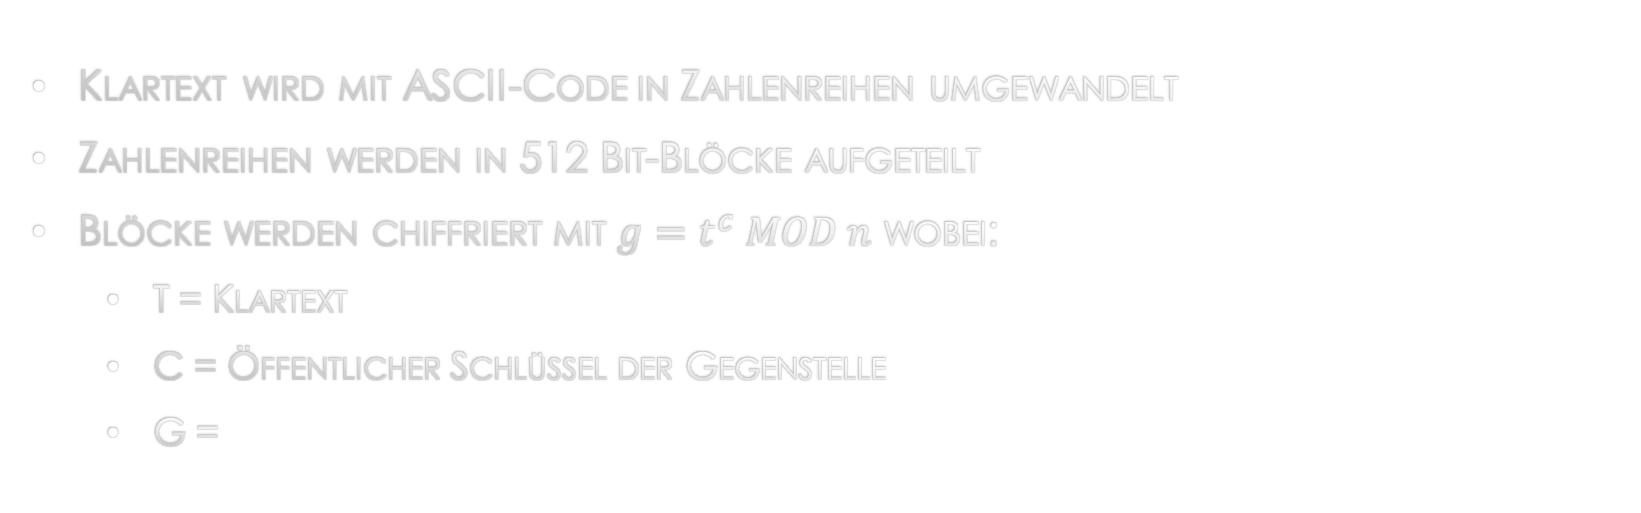 Klartext wird mit ASCII-Code in Zahlenreihen umgewandelt
Zahlenreihen werden in 512 Bit-Blöcke aufgeteilt
Blöcke werden chiffriert mit g = t^c MOD n wobei:
T = Klartext
C = Öffentlicher Schlüssel der Gegenstelle
G =